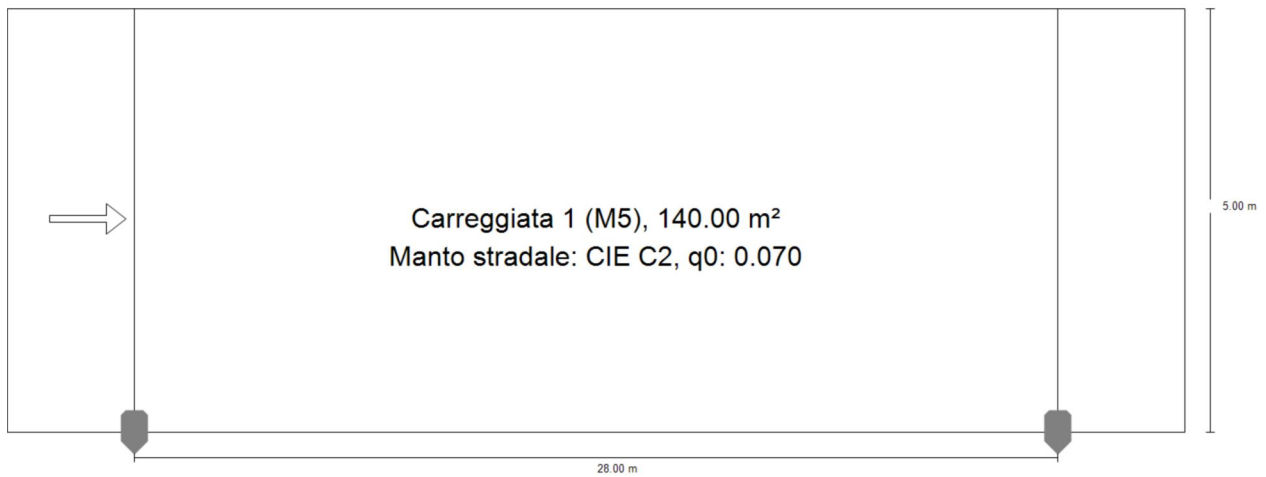 Carreggiata 1 (M5), 140.00 m²
Manto stradale: CIE C2, q0: 0.070
5.00 m
28.00 m